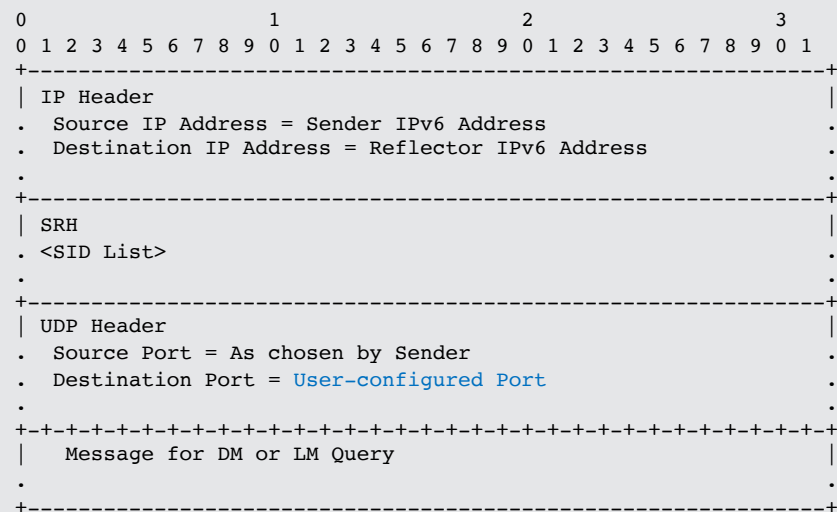 0                   1                   2                   3
0 1 2 3 4 5 6 7 8 9 0 1 2 3 4 5 6 7 8 9 0 1 2 3 4 5 6 7 8 9 0 1
+---------------------------------------------------------------+
| IP Header                                                     |
.  Source IP Address = Sender IPv6 Address                      .
.  Destination IP Address = Reflector IPv6 Address              .
.                                                               .
+---------------------------------------------------------------+
| SRH                                                           |
. <SID List>                                                    .
.                                                               .
+---------------------------------------------------------------+
| UDP Header                                                    |
.  Source Port = As chosen by Sender                            .
.  Destination Port = User-configured Port                      .
.                                                               .
+-+-+-+-+-+-+-+-+-+-+-+-+-+-+-+-+-+-+-+-+-+-+-+-+-+-+-+-+-+-+-+-+
|   Message for DM or LM Query                                  |
.                                                               .
+---------------------------------------------------------------+